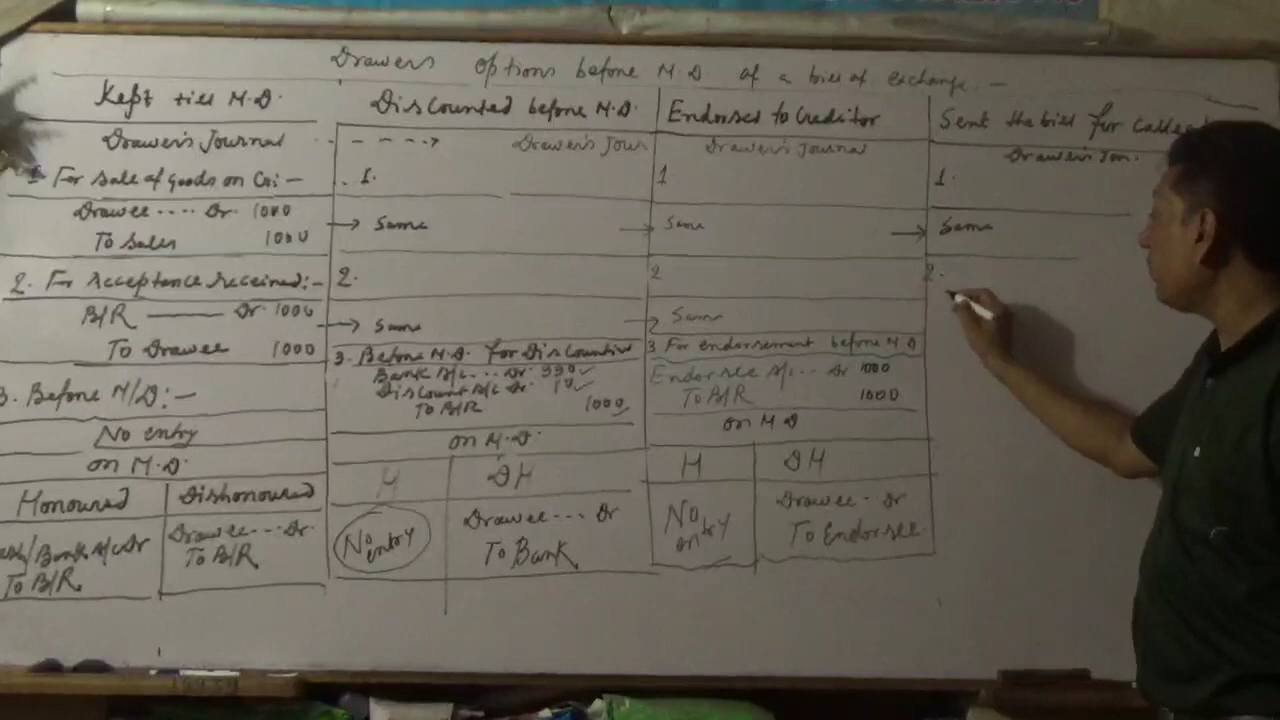 Drawers options before M.D of a bill of exchange. -
Kept till M.D.
Drawer's Journal
1 For sale of goods on Cr: -
Drawee .... Dr. 1000
To Sales 1000
2. For Acceptance received: -
B/R —— Dr. 1000
To Drawee 1000
3. Before M/D: -
No entry
on M.D.
Honoured Dishonoured
/Bank A/c Dr
To B/R
Drawee --- Dr
To B/R
Discounted before M.D.
- - - -> Drawer's Jour
1.
-> Same
2.
-> Same
3. Before M.D. for Discounting
Bank A/c ... Dr. 990
Discount A/c Dr. 10
To B/R 1000
on M.D.
H DH
No entry
Drawee --- Dr
To Bank
Endorsed to Creditor
Drawer's Journal
1
-> Same
2
-> Same
3 For endorsement before M D
Endorsee A/c... Dr 1000
To B/R 1000
on M D
H DH
No entry
Drawee - Dr
To Endorsee
Sent the bill for
Drawer's Jon.
1.
-> Same
2.